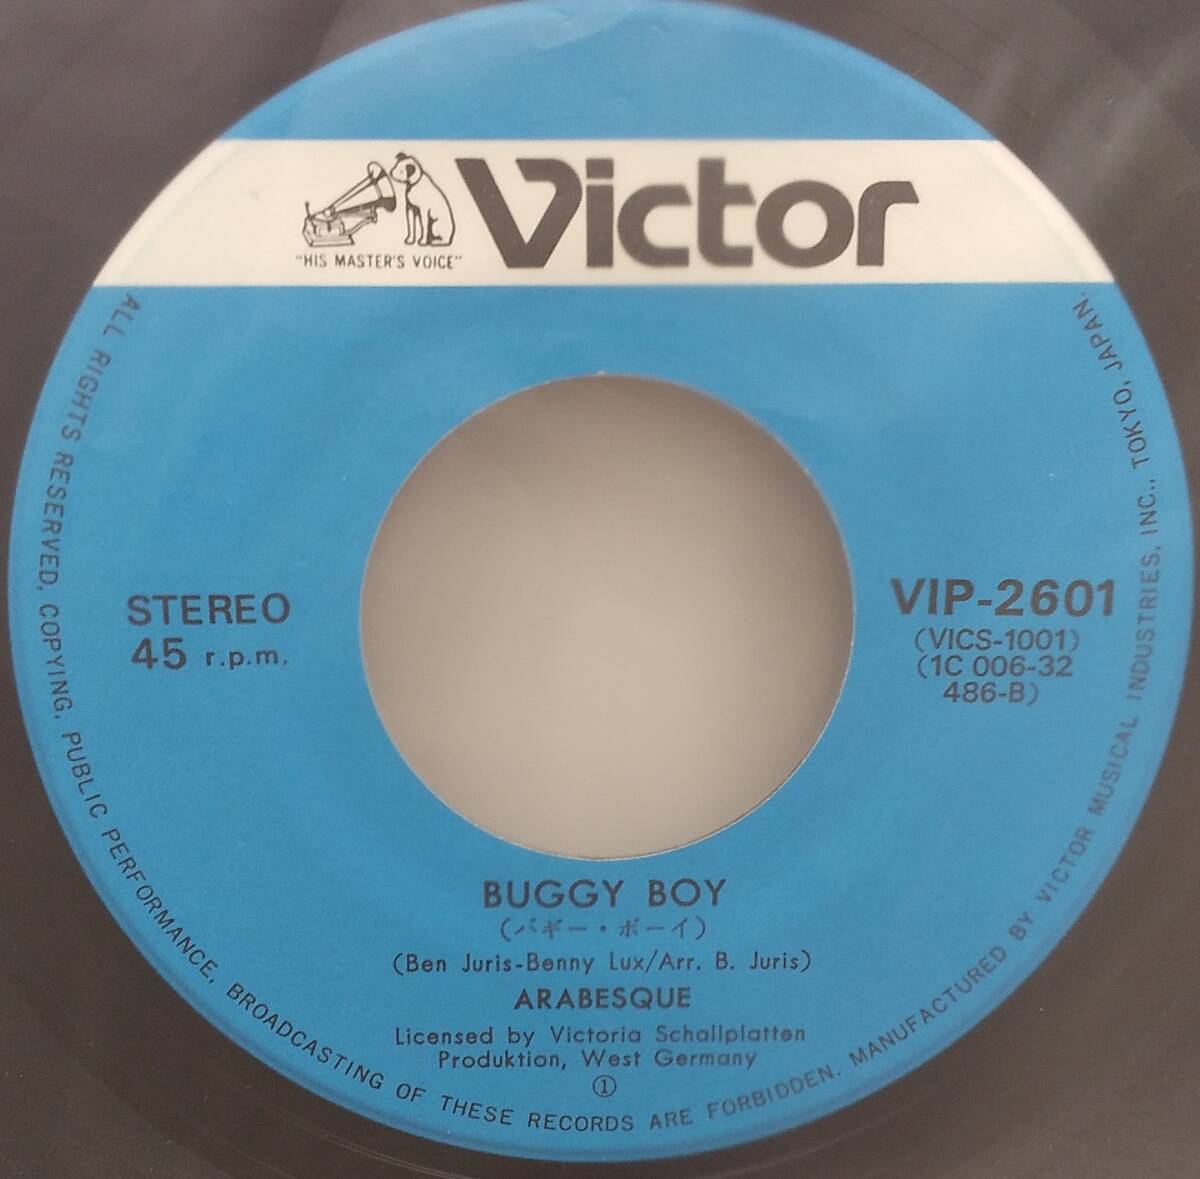 Victor
"HIS MASTER'S VOICE"
STEREO
45 r.p.m.
VIP-2601
(VICS-1001)
(1C 006-32
486-B)
BUGGY BOY
(バギー・ボーイ)
(Ben Juris-Benny Lux/Arr. B. Juris)
ARABESQUE
Licensed by Victoria Schallplatten
Produktion, West Germany
①
ALL RIGHTS RESERVED, COPYING, PUBLIC PERFORMANCE, BROADCASTING OF THESE RECORDS ARE FORBIDDEN. MANUFACTURED BY VICTOR MUSICAL INDUSTRIES, INC., TOKYO, JAPAN.